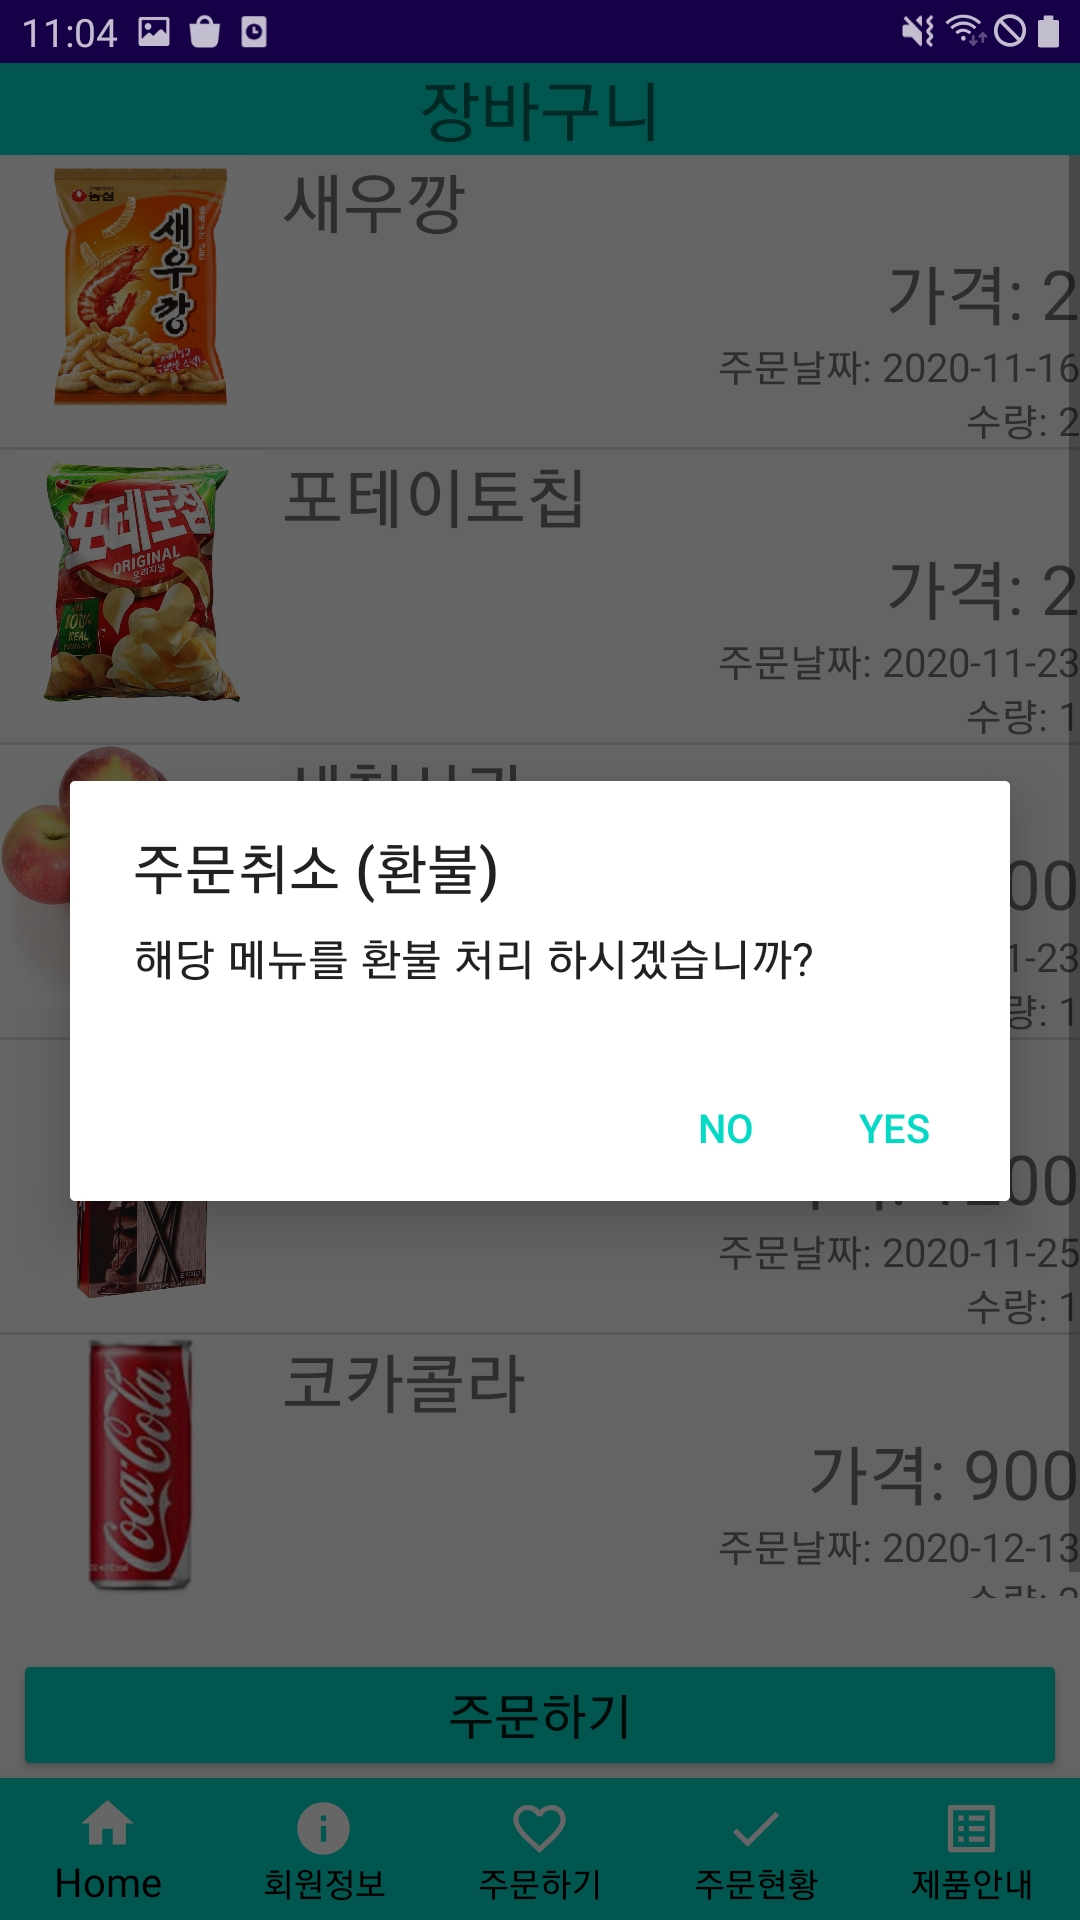 11:04
장바구니
농심
새우깡
새우깡
가격: 2
주문날짜: 2020-11-16
수량: 2
포테토칩
ORIGINAL
오리지널
100%
REAL
포테이토칩
가격: 2
주문날짜: 2020-11-23
수량: 1
00
1-23
량: 1
주문취소 (환불)
해당 메뉴를 환불 처리 하시겠습니까?
NO
YES
00
주문날짜: 2020-11-25
수량: 1
Coca-Cola
코카콜라
가격: 900
주문날짜: 2020-12-13
주문하기
Home
회원정보
주문하기
주문현황
제품안내